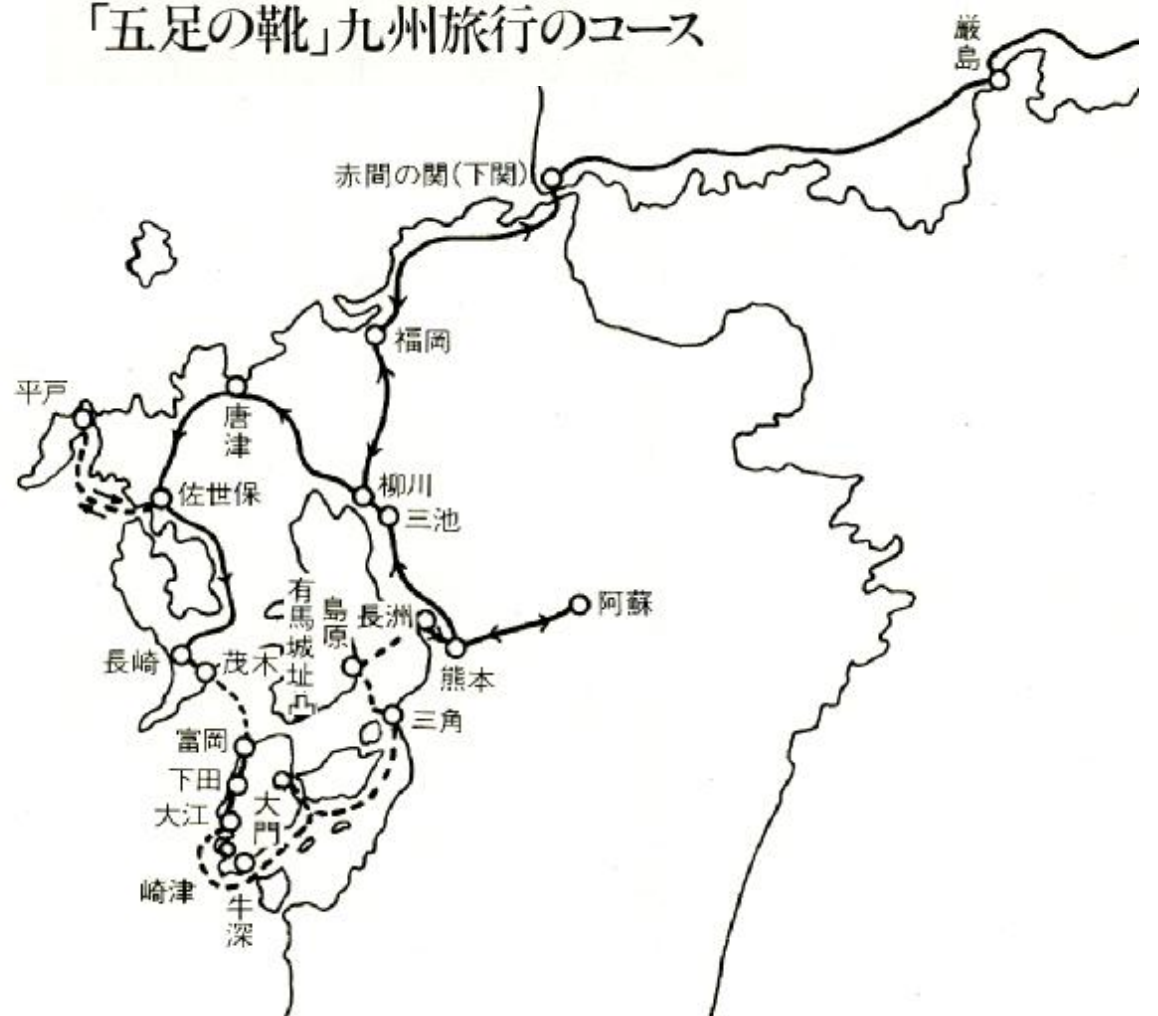 「五足の靴」九州旅行のコース
厳島
赤間の関(下関)
福岡
平戸
唐津
佐世保
柳川
三池
有馬城址
島原
長洲
阿蘇
長崎
茂木
熊本
三角
富岡
下田
大江
大門
崎津
牛深